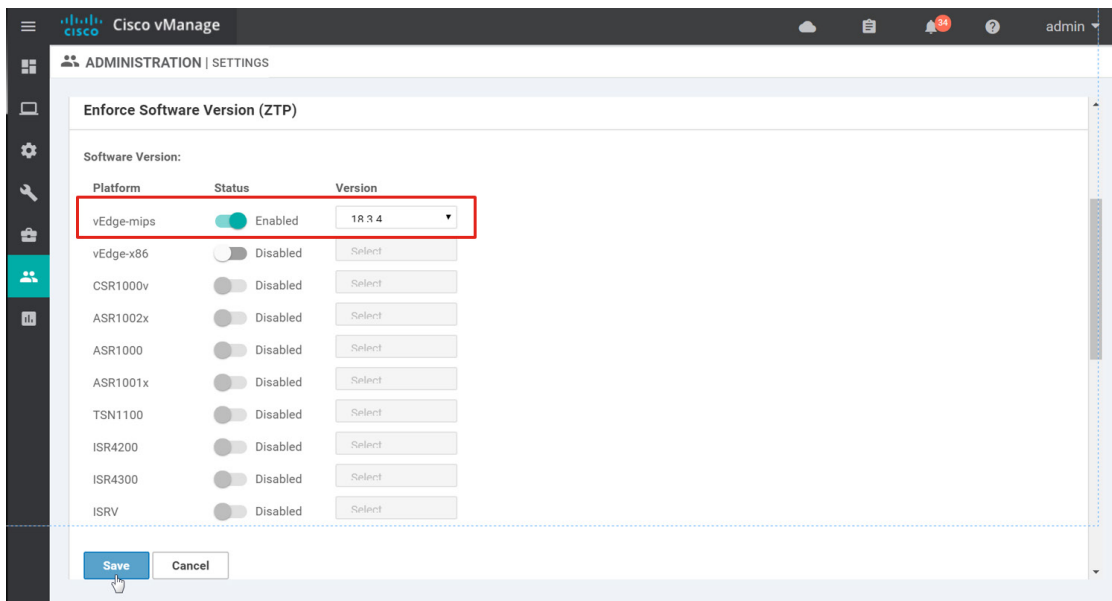 cisco Cisco vManage 34 admin
ADMINISTRATION | SETTINGS
Enforce Software Version (ZTP)
Software Version:
Platform Status Version
vEdge-mips Enabled 18.3.4
vEdge-x86 Disabled Select
CSR1000v Disabled Select
ASR1002x Disabled Select
ASR1000 Disabled Select
ASR1001x Disabled Select
TSN1100 Disabled Select
ISR4200 Disabled Select
ISR4300 Disabled Select
ISRV Disabled Select
Save Cancel